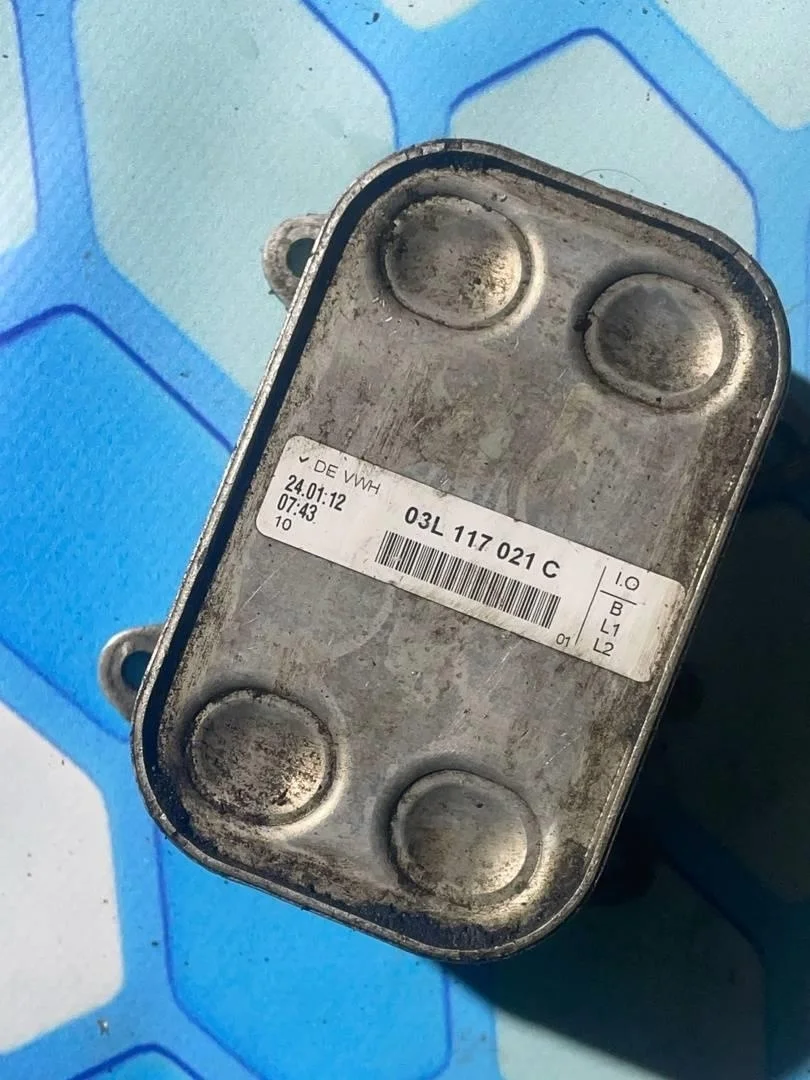 ✓ DE VWH
24.01.12
07:43
10
03L 117 021 C
01
I.O
B
L1
L2